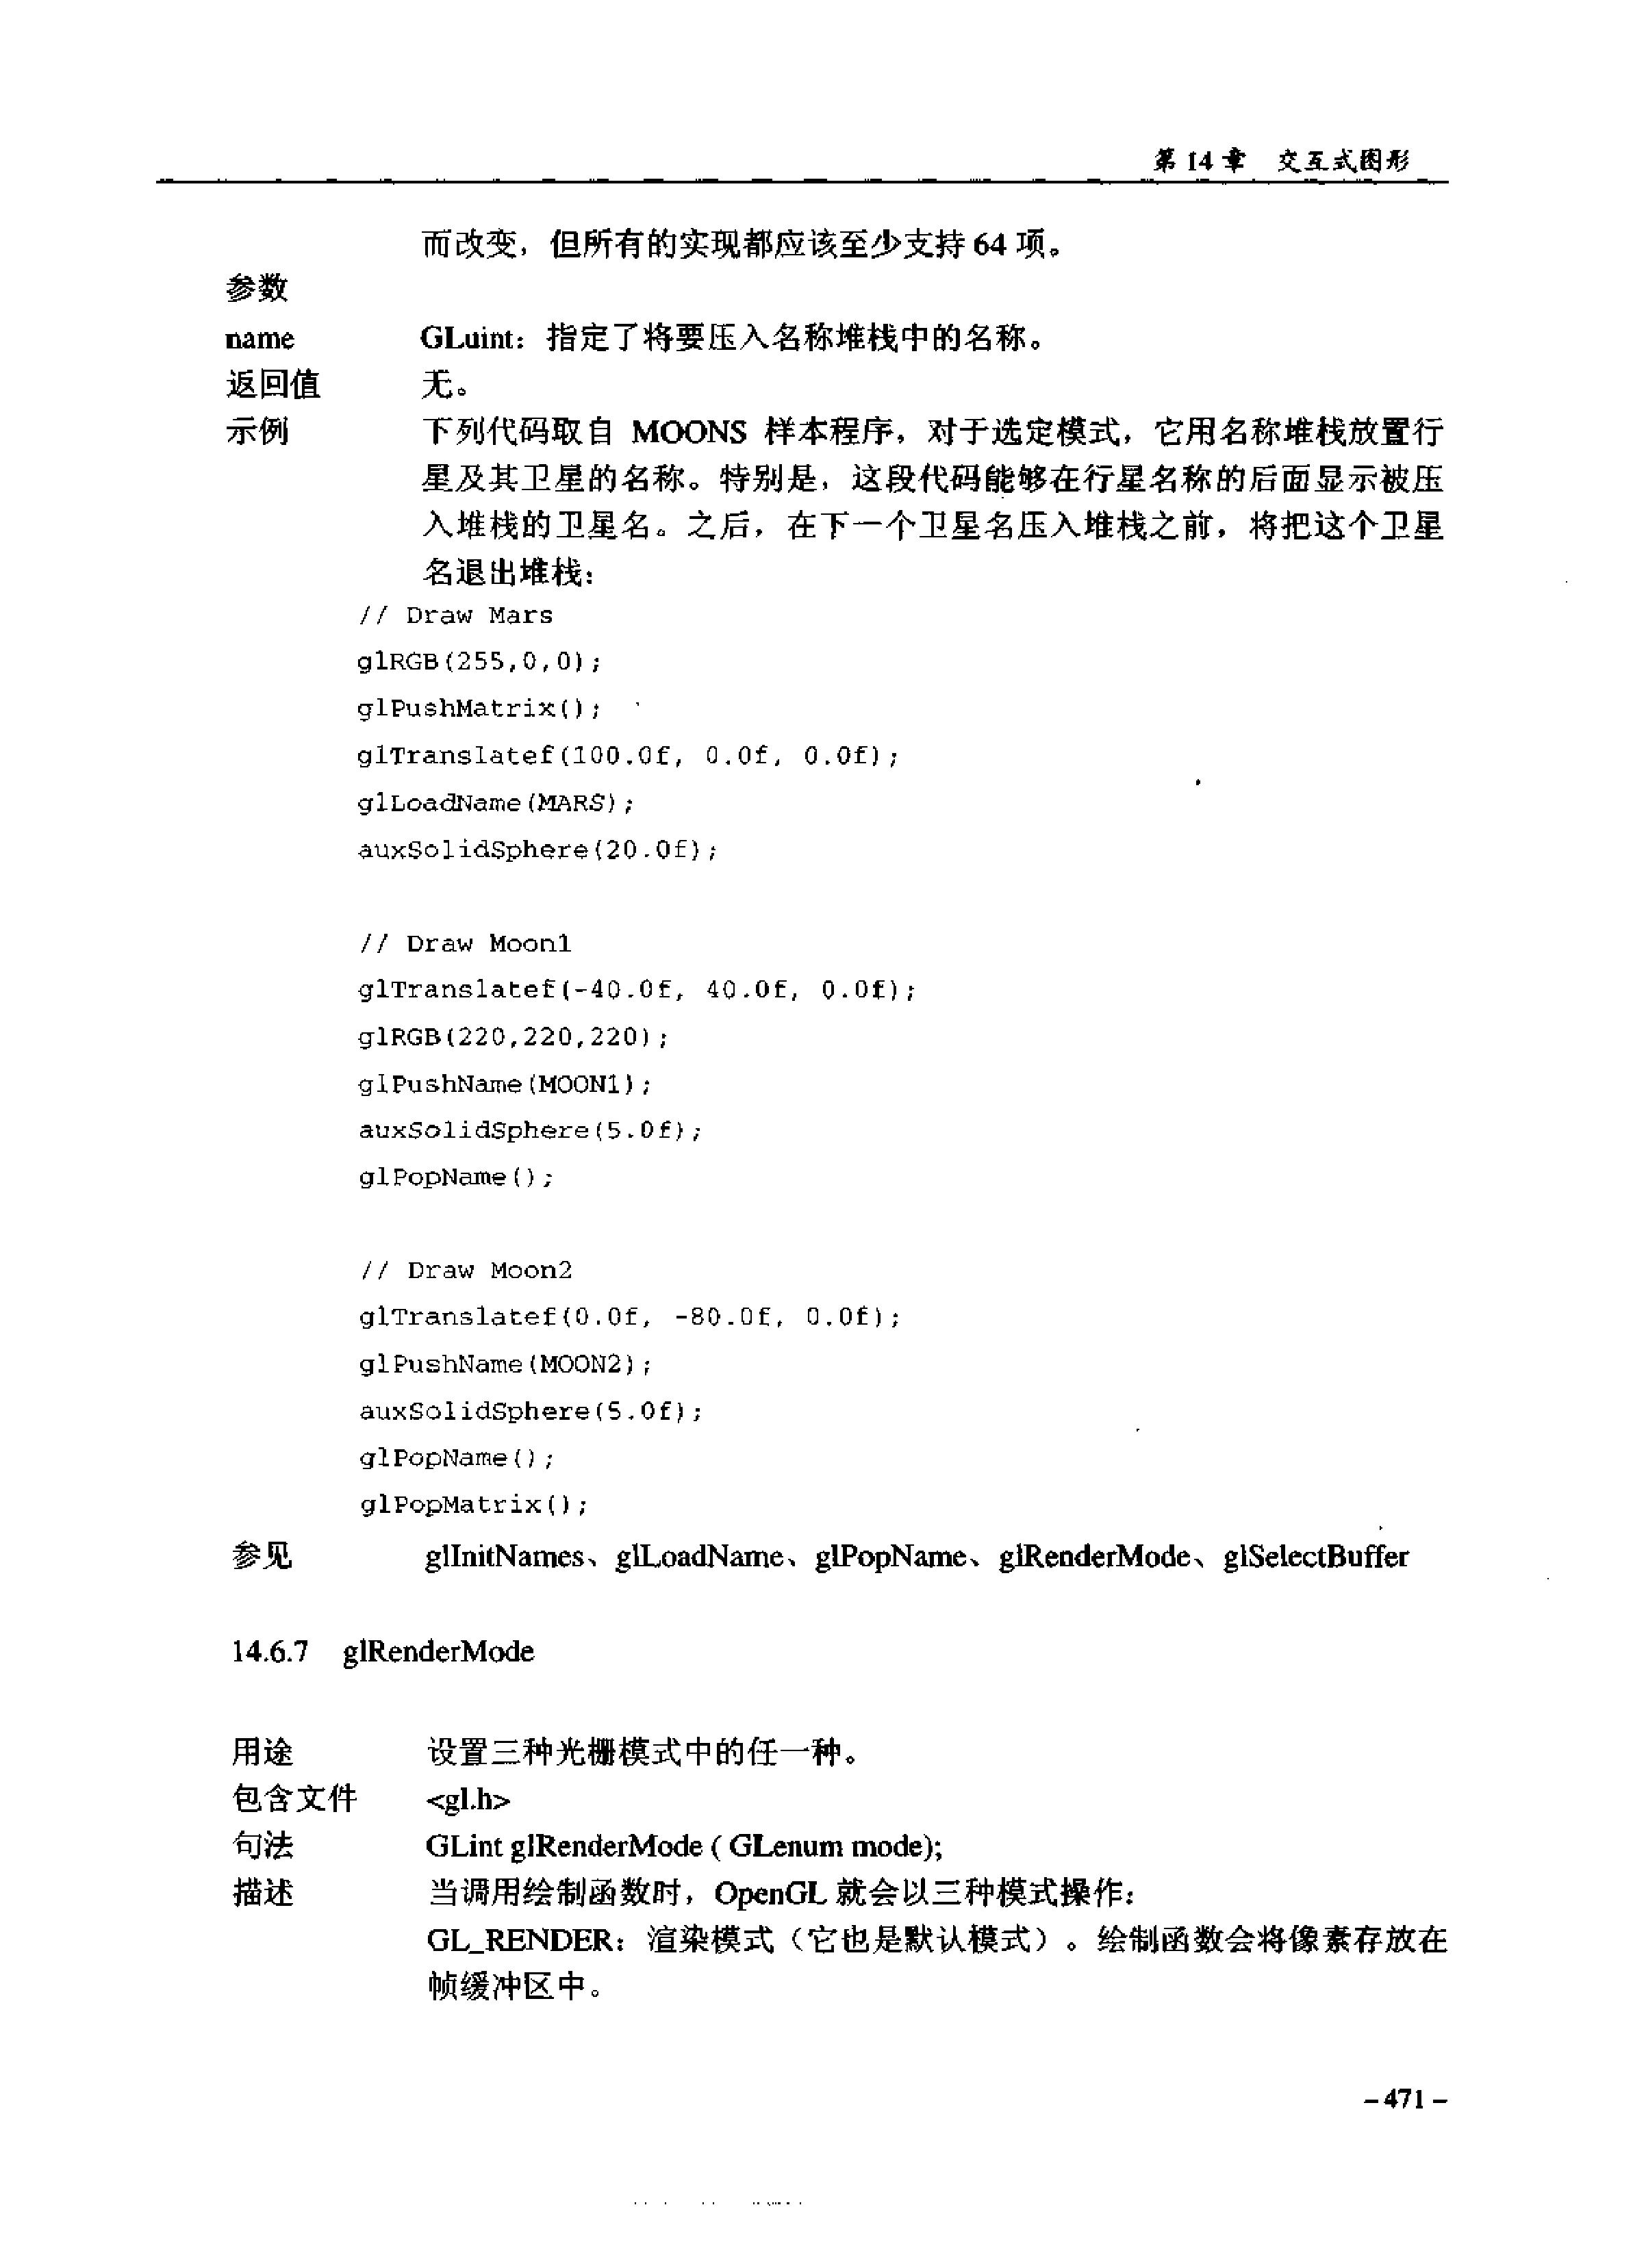 第 14 章 交互式图形
而改变，但所有的实现都应该至少支持 64 项。
参数
name GLuint：指定了将要压入名称堆栈中的名称。
返回值 无。
示例 下列代码取自 MOONS 样本程序，对于选定模式，它用名称堆栈放置行
星及其卫星的名称。特别是，这段代码能够在行星名称的后面显示被压
入堆栈的卫星名。之后，在下一个卫星名压入堆栈之前，将把这个卫星
名退出堆栈：
// Draw Mars
glRGB(255,0,0);
glPushMatrix();
glTranslatef(100.0f, 0.0f, 0.0f);
glLoadName(MARS);
auxSolidSphere(20.0f);
// Draw Moon1
glTranslatef(-40.0f, 40.0f, 0.0f);
glRGB(220,220,220);
glPushName(MOON1);
auxSolidSphere(5.0f);
glPopName();
// Draw Moon2
glTranslatef(0.0f, -80.0f, 0.0f);
glPushName(MOON2);
auxSolidSphere(5.0f);
glPopName();
glPopMatrix();
参见 glInitNames、glLoadName、glPopName、glRenderMode、glSelectBuffer
14.6.7 glRenderMode
用途 设置三种光栅模式中的任一种。
包含文件 <gl.h>
句法 GLint glRenderMode ( GLenum mode);
描述 当调用绘制函数时，OpenGL 就会以三种模式操作：
GL_RENDER：渲染模式（它也是默认模式）。绘制函数会将像素存放在
帧缓冲区中。
– 471 –